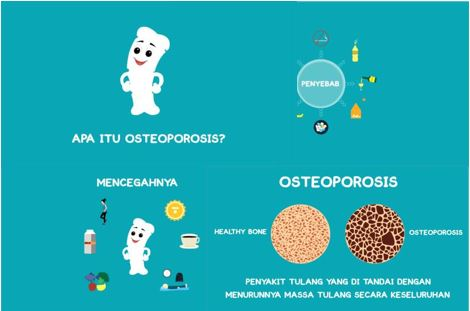 APA ITU OSTEOPOROSIS?
PENYEBAB
MENCEGAHNYA
OSTEOPOROSIS
HEALTHY BONE
OSTEOPOROSIS
PENYAKIT TULANG YANG DI TANDAI DENGAN
MENURUNNYA MASSA TULANG SECARA KESELURUHAN